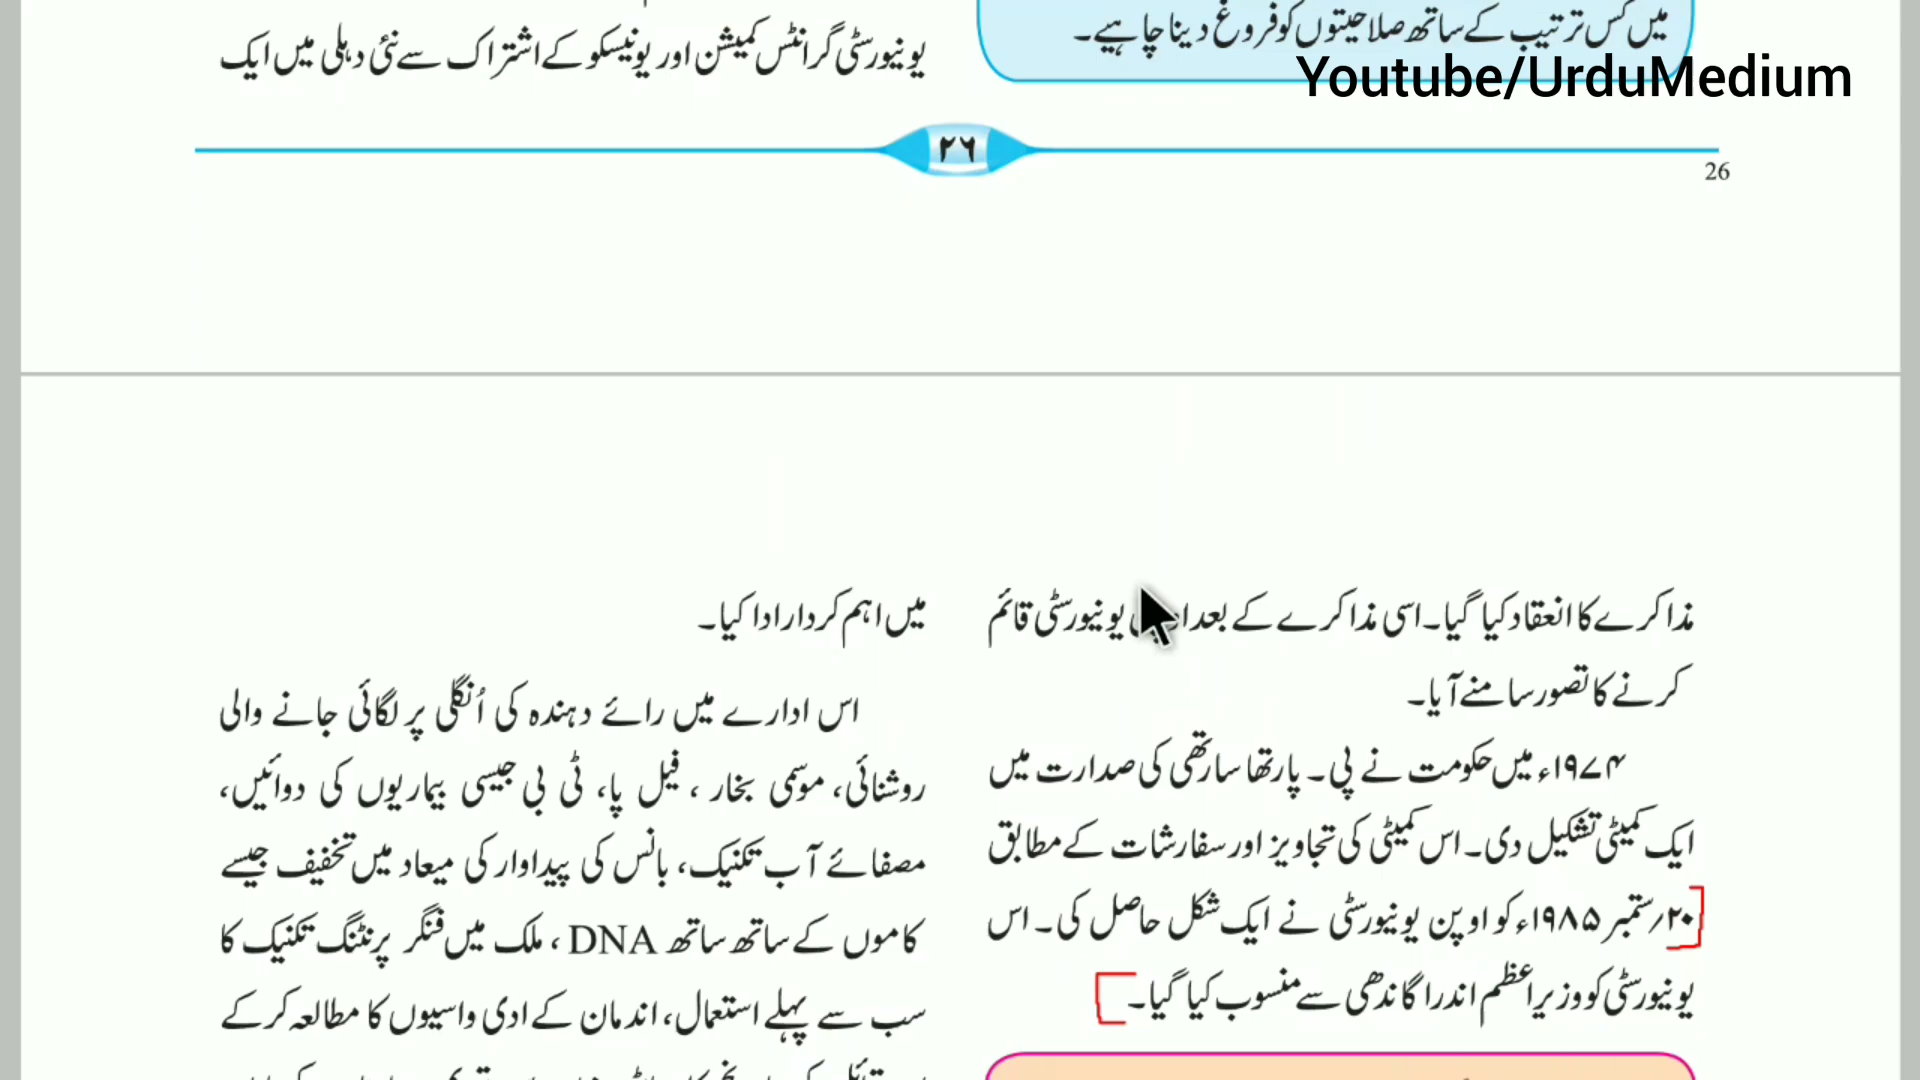 میں کس ترتیب کے ساتھ صلاحیتوں کو فروغ دینا چاہیے۔
Youtube/UrduMedium
یونیورسٹی گرانٹس کمیشن اور یونیسکو کے اشتراک سے نئی دہلی میں ایک
۲۶
26
مذاکرے کا انعقاد کیا گیا۔ اسی مذاکرے کے بعد یونیورسٹی قائم
کرنے کا تصور سامنے آیا۔
۱۹۷۴ء میں حکومت نے پی۔ پارتھا سارتھی کی صدارت میں
ایک کمیٹی تشکیل دی۔ اس کمیٹی کی تجاویز اور سفارشات کے مطابق
۲۰؍ستمبر ۱۹۸۵ء کو اوپن یونیورسٹی نے ایک شکل حاصل کی۔ اس
یونیورسٹی کو وزیراعظم اندرا گاندھی سے منسوب کیا گیا۔
میں اہم کردار ادا کیا۔
اس ادارے میں رائے دہندہ کی اُنگلی پر لگائی جانے والی
روشنائی، موسمی بخار، فیل پا، ٹی بی جیسی بیماریوں کی دوائیں،
مصفائے آب تکنیک، بانس کی پیداوار کی میعاد میں تخفیف جیسے
کاموں کے ساتھ ساتھ DNA ، ملک میں فنگر پرنٹنگ تکنیک کا
سب سے پہلے استعمال، اندمان کے ادی واسیوں کا مطالعہ کرکے